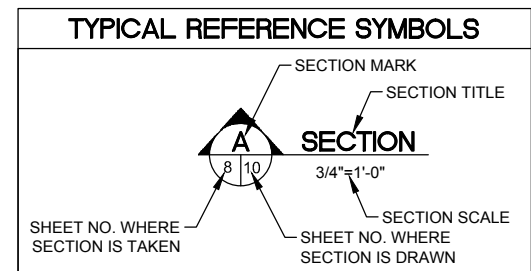 TYPICAL REFERENCE SYMBOLS
SECTION MARK
SECTION TITLE
A SECTION
8 10 3/4"=1'-0"
SECTION SCALE
SHEET NO. WHERE
SECTION IS TAKEN
SHEET NO. WHERE
SECTION IS DRAWN